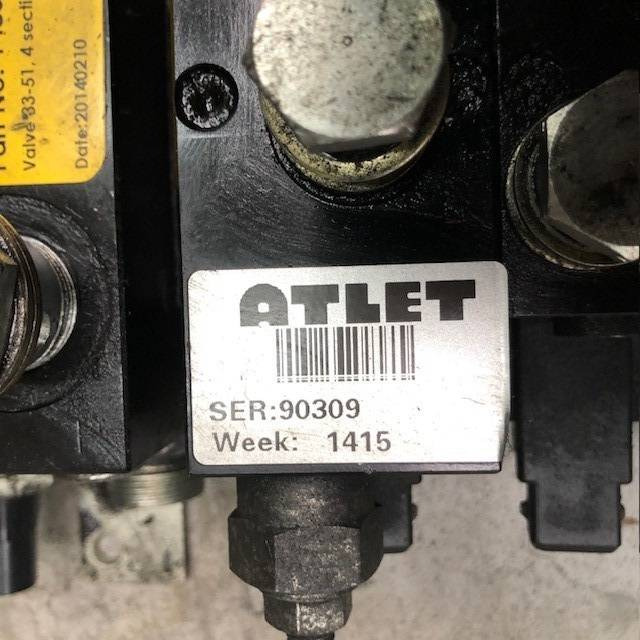 Valve 33-51, 4 secti
Date:20140210
ATLET
SER:90309
Week: 1415